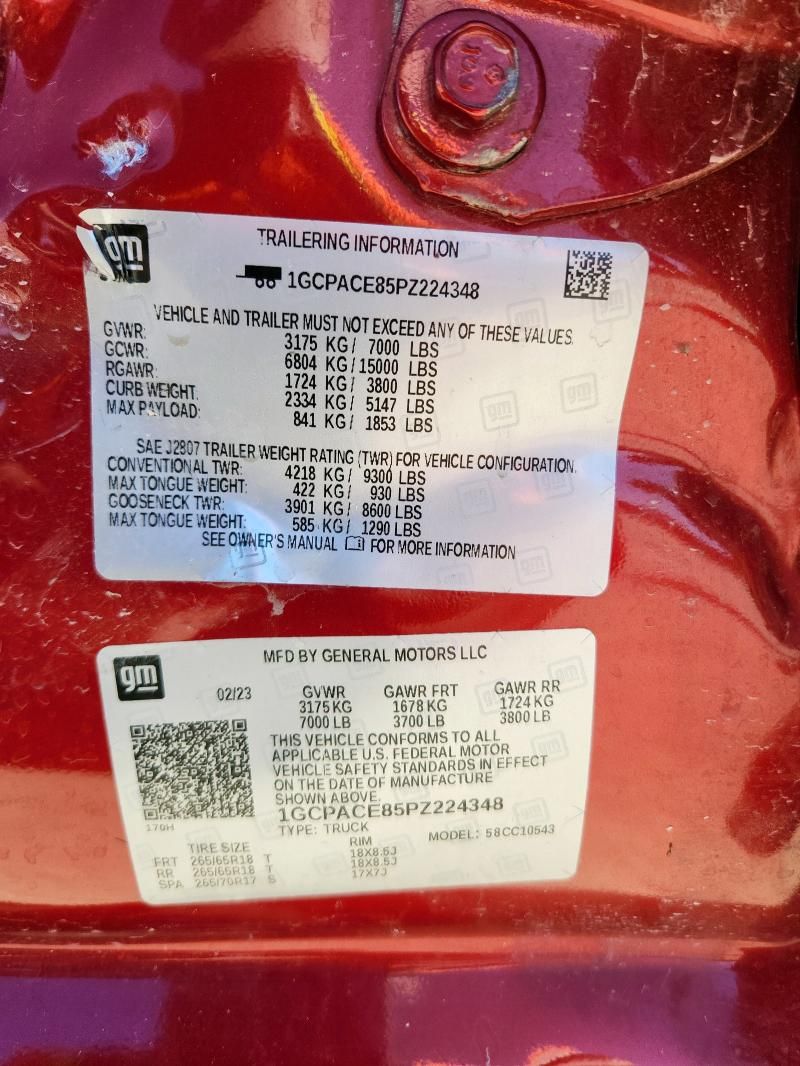 gm
TRAILERING INFORMATION
1GCPACE85PZ224348
VEHICLE AND TRAILER MUST NOT EXCEED ANY OF THESE VALUES.
GVWR: 3175 KG/ 7000 LBS
GCWR: 6804 KG/ 15000 LBS
RGAWR: 1724 KG/ 3800 LBS
CURB WEIGHT: 2334 KG/ 5147 LBS
MAX PAYLOAD: 841 KG/ 1853 LBS
SAE J2807 TRAILER WEIGHT RATING (TWR) FOR VEHICLE CONFIGURATION.
CONVENTIONAL TWR: 4218 KG/ 9300 LBS
MAX TONGUE WEIGHT: 422 KG/ 930 LBS
GOOSENECK TWR: 3901 KG/ 8600 LBS
MAX TONGUE WEIGHT: 585 KG/ 1290 LBS
SEE OWNER'S MANUAL FOR MORE INFORMATION
gm
MFD BY GENERAL MOTORS LLC
02/23 GVWR GAWR FRT GAWR RR
3175 KG 1678 KG 1724 KG
7000 LB 3700 LB 3800 LB
THIS VEHICLE CONFORMS TO ALL
APPLICABLE U.S. FEDERAL MOTOR
VEHICLE SAFETY STANDARDS IN EFFECT
ON THE DATE OF MANUFACTURE
SHOWN ABOVE.
1GCPACE85PZ224348
170H
TYPE: TRUCK MODEL: 58CC10543
TIRE SIZE RIM
FRT 265/65R18 T 18X8.5J
RR 265/65R18 T 18X8.5J
SPA 265/70R17 S 17X7J